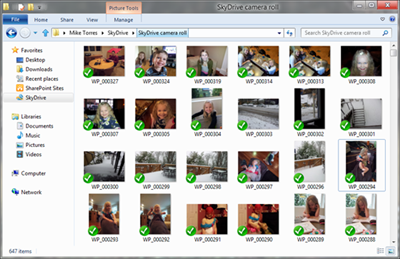 Picture Tools
SkyDrive camera roll
File
Home
Share
View
Manage
Mike Torres
SkyDrive
SkyDrive camera roll
Search SkyDrive camera roll
Favorites
Desktop
Downloads
Recent places
SharePoint Sites
SkyDrive
Libraries
Documents
Music
Pictures
Videos
Computer
Network
WP_000327
WP_000324
WP_000319
WP_000314
WP_000313
WP_000308
WP_000307
WP_000305
WP_000304
WP_000303
WP_000302
WP_000301
WP_000300
WP_000299
WP_000298
WP_000297
WP_000296
WP_000294
WP_000293
WP_000292
WP_000291
WP_000290
WP_000289
WP_000288
647 items